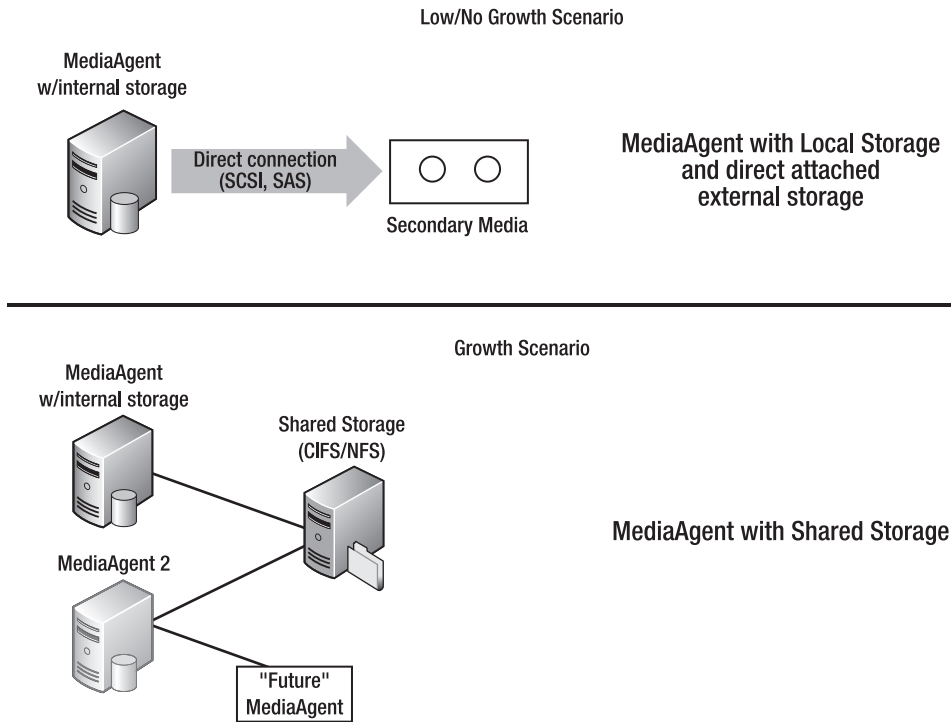 Low/No Growth Scenario
MediaAgent
w/internal storage
Direct connection
(SCSI, SAS)
Secondary Media
MediaAgent with Local Storage
and direct attached
external storage
Growth Scenario
MediaAgent
w/internal storage
Shared Storage
(CIFS/NFS)
MediaAgent with Shared Storage
MediaAgent 2
"Future"
MediaAgent